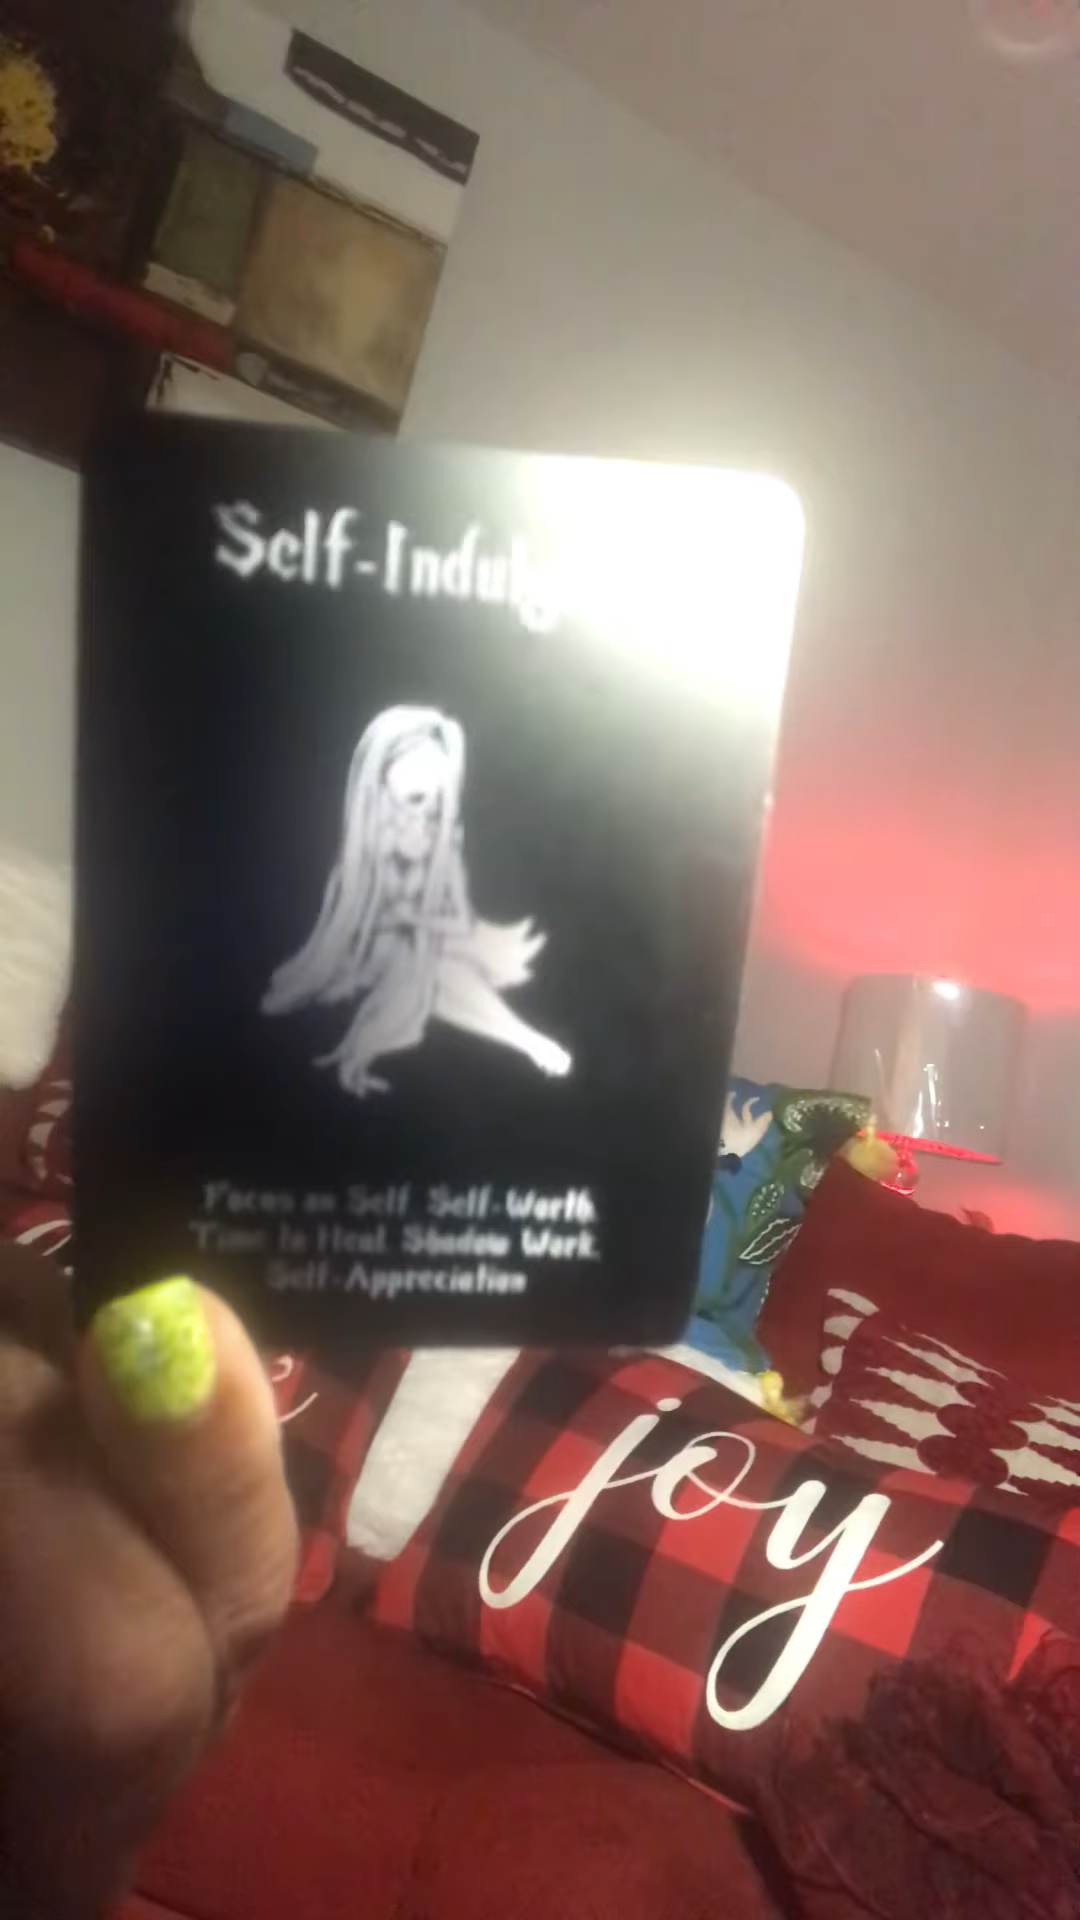 Self-Indulg
Focus on Self. Self-Worth.
Time to Heal. Shadow Work.
Self-Appreciation
joy